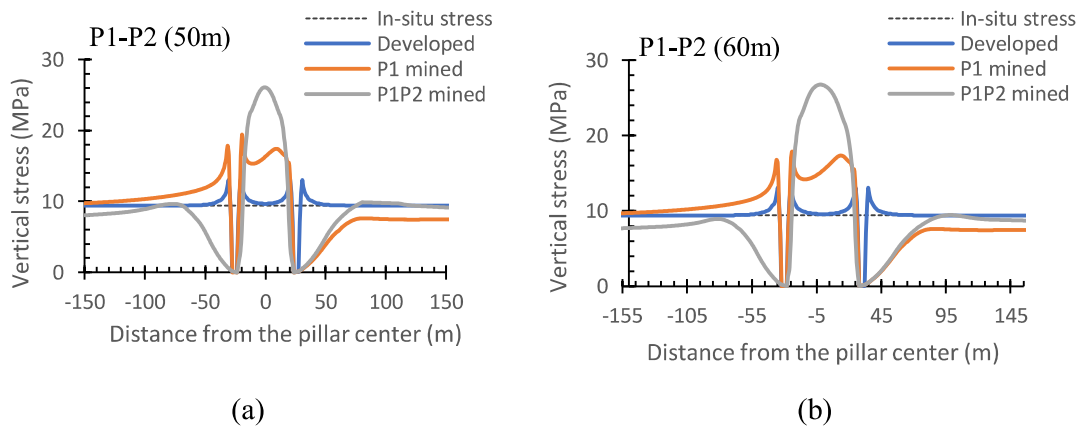 P1-P2 (50m)
In-situ stress
Developed
P1 mined
P1P2 mined
Vertical stress (MPa)
30
20
10
0
-150 -100 -50 0 50 100 150
Distance from the pillar center (m)
(a)
P1-P2 (60m)
In-situ stress
Developed
P1 mined
P1P2 mined
Vertical stress (MPa)
30
20
10
0
-155 -105 -55 -5 45 95 145
Distance from the pillar center (m)
(b)